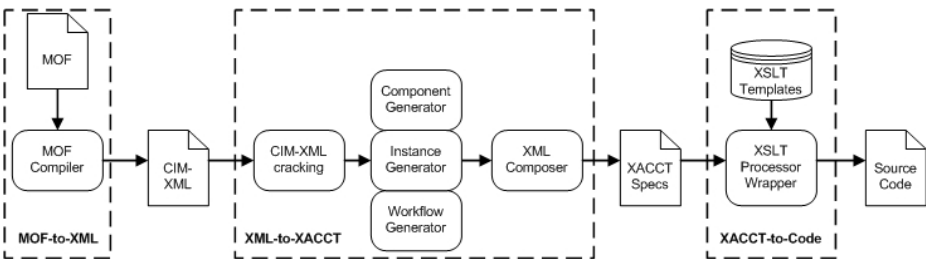 MOF
MOF
Compiler
MOF-to-XML
CIM-
XML
CIM-XML
cracking
Component
Generator
Instance
Generator
Workflow
Generator
XML
Composer
XML-to-XACCT
XACCT
Specs
XSLT
Templates
XSLT
Processor
Wrapper
XACCT-to-Code
Source
Code